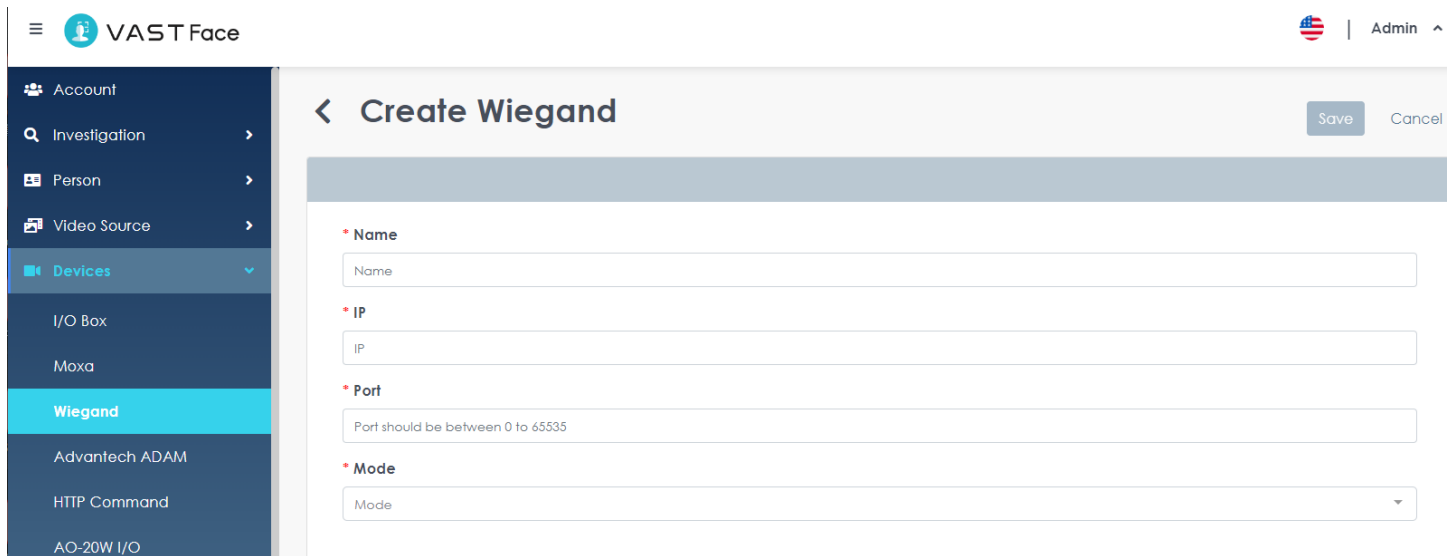 VAST Face
Admin
Account
Investigation
Person
Video Source
Devices
I/O Box
Moxa
Wiegand
Advantech ADAM
HTTP Command
AO-20W I/O
Create Wiegand
Save Cancel
* Name
Name
* IP
IP
* Port
Port should be between 0 to 65535
* Mode
Mode